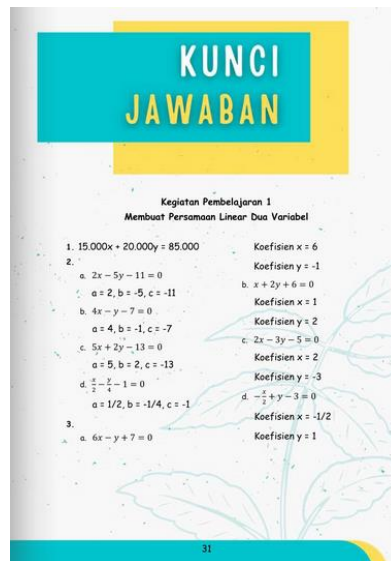 KUNCI
JAWABAN
Kegiatan Pembelajaran 1
Membuat Persamaan Linear Dua Variabel
1. 15.000x + 20.000y = 85.000
2.
a. 2x − 5y − 11 = 0
a = 2, b = -5, c = -11
b. 4x − y − 7 = 0
a = 4, b = -1, c = -7
c. 5x + 2y − 13 = 0
a = 5, b = 2, c = -13
d. x/2 − y/4 − 1 = 0
a = 1/2, b = -1/4, c = -1
3.
a. 6x − y + 7 = 0
Koefisien x = 6
Koefisien y = -1
b. x + 2y + 6 = 0
Koefisien x = 1
Koefisien y = 2
c. 2x − 3y − 5 = 0
Koefisien x = 2
Koefisien y = -3
d. −x/2 + y − 3 = 0
Koefisien x = -1/2
Koefisien y = 1
31